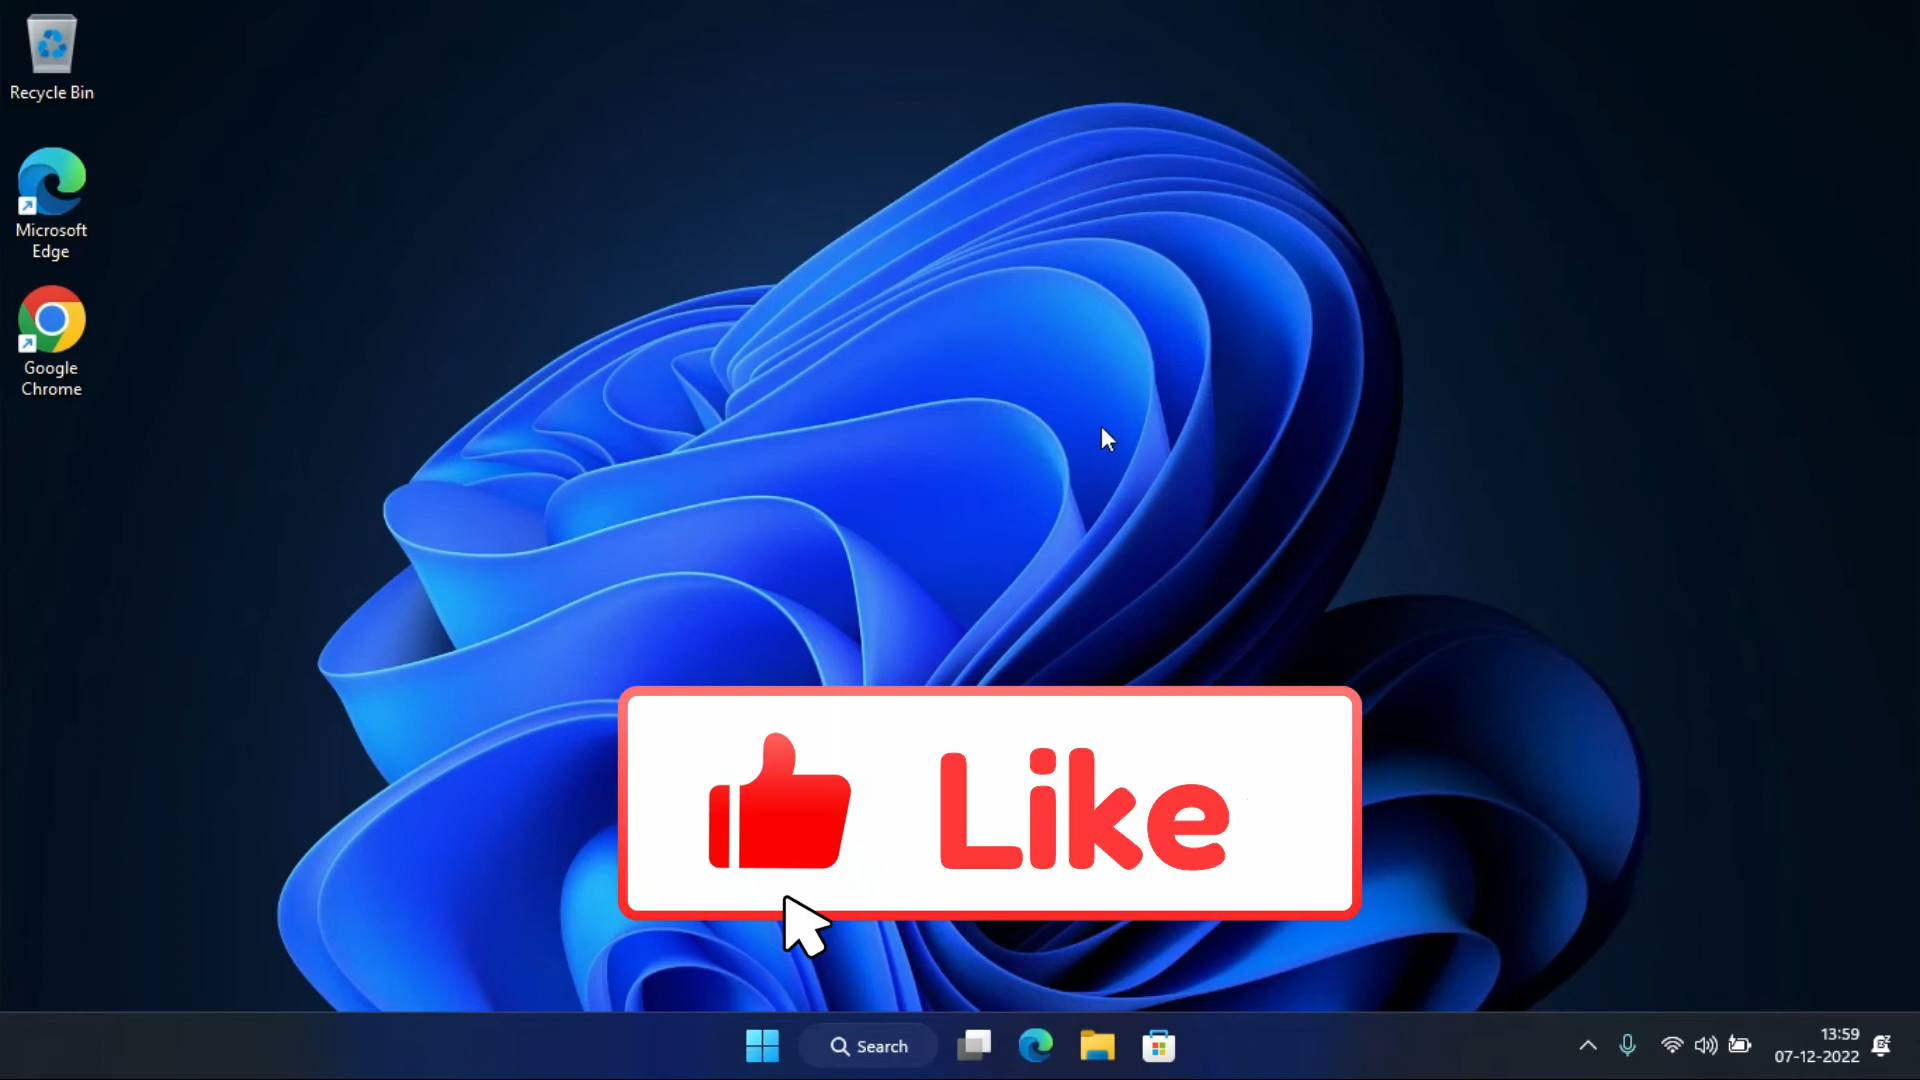 Recycle Bin
Microsoft
Edge
Google
Chrome
Like
Search
13:59
07-12-2022